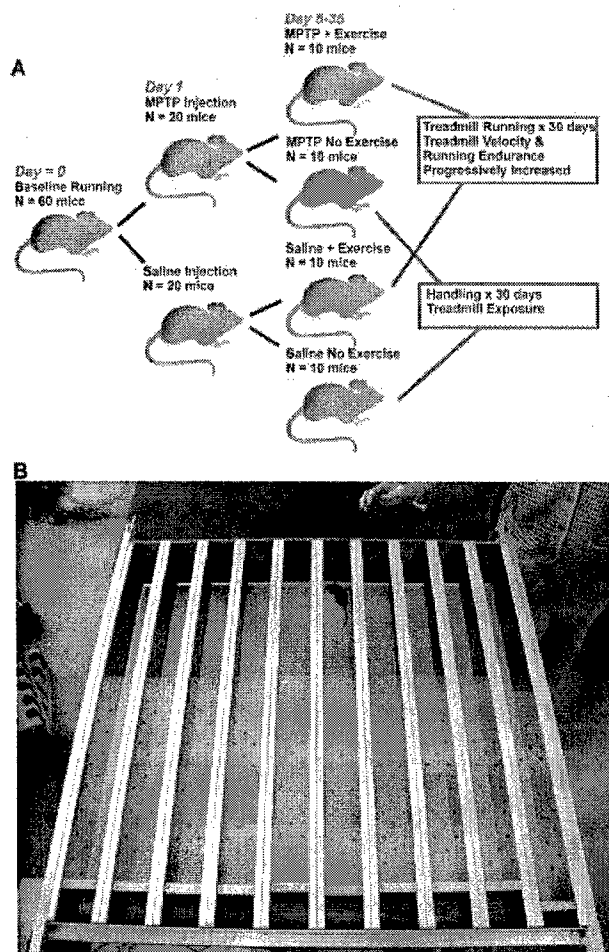 A
Day = 0
Baseline Running
N = 60 mice
Day 1
MPTP Injection
N = 20 mice
Saline Injection
N = 20 mice
Day 5-35
MPTP + Exercise
N = 10 mice
MPTP No Exercise
N = 10 mice
Saline + Exercise
N = 10 mice
Saline No Exercise
N = 10 mice
Treadmill Running x 30 days
Treadmill Velocity &
Running Endurance
Progressively Increased
Handling x 30 days
Treadmill Exposure
B